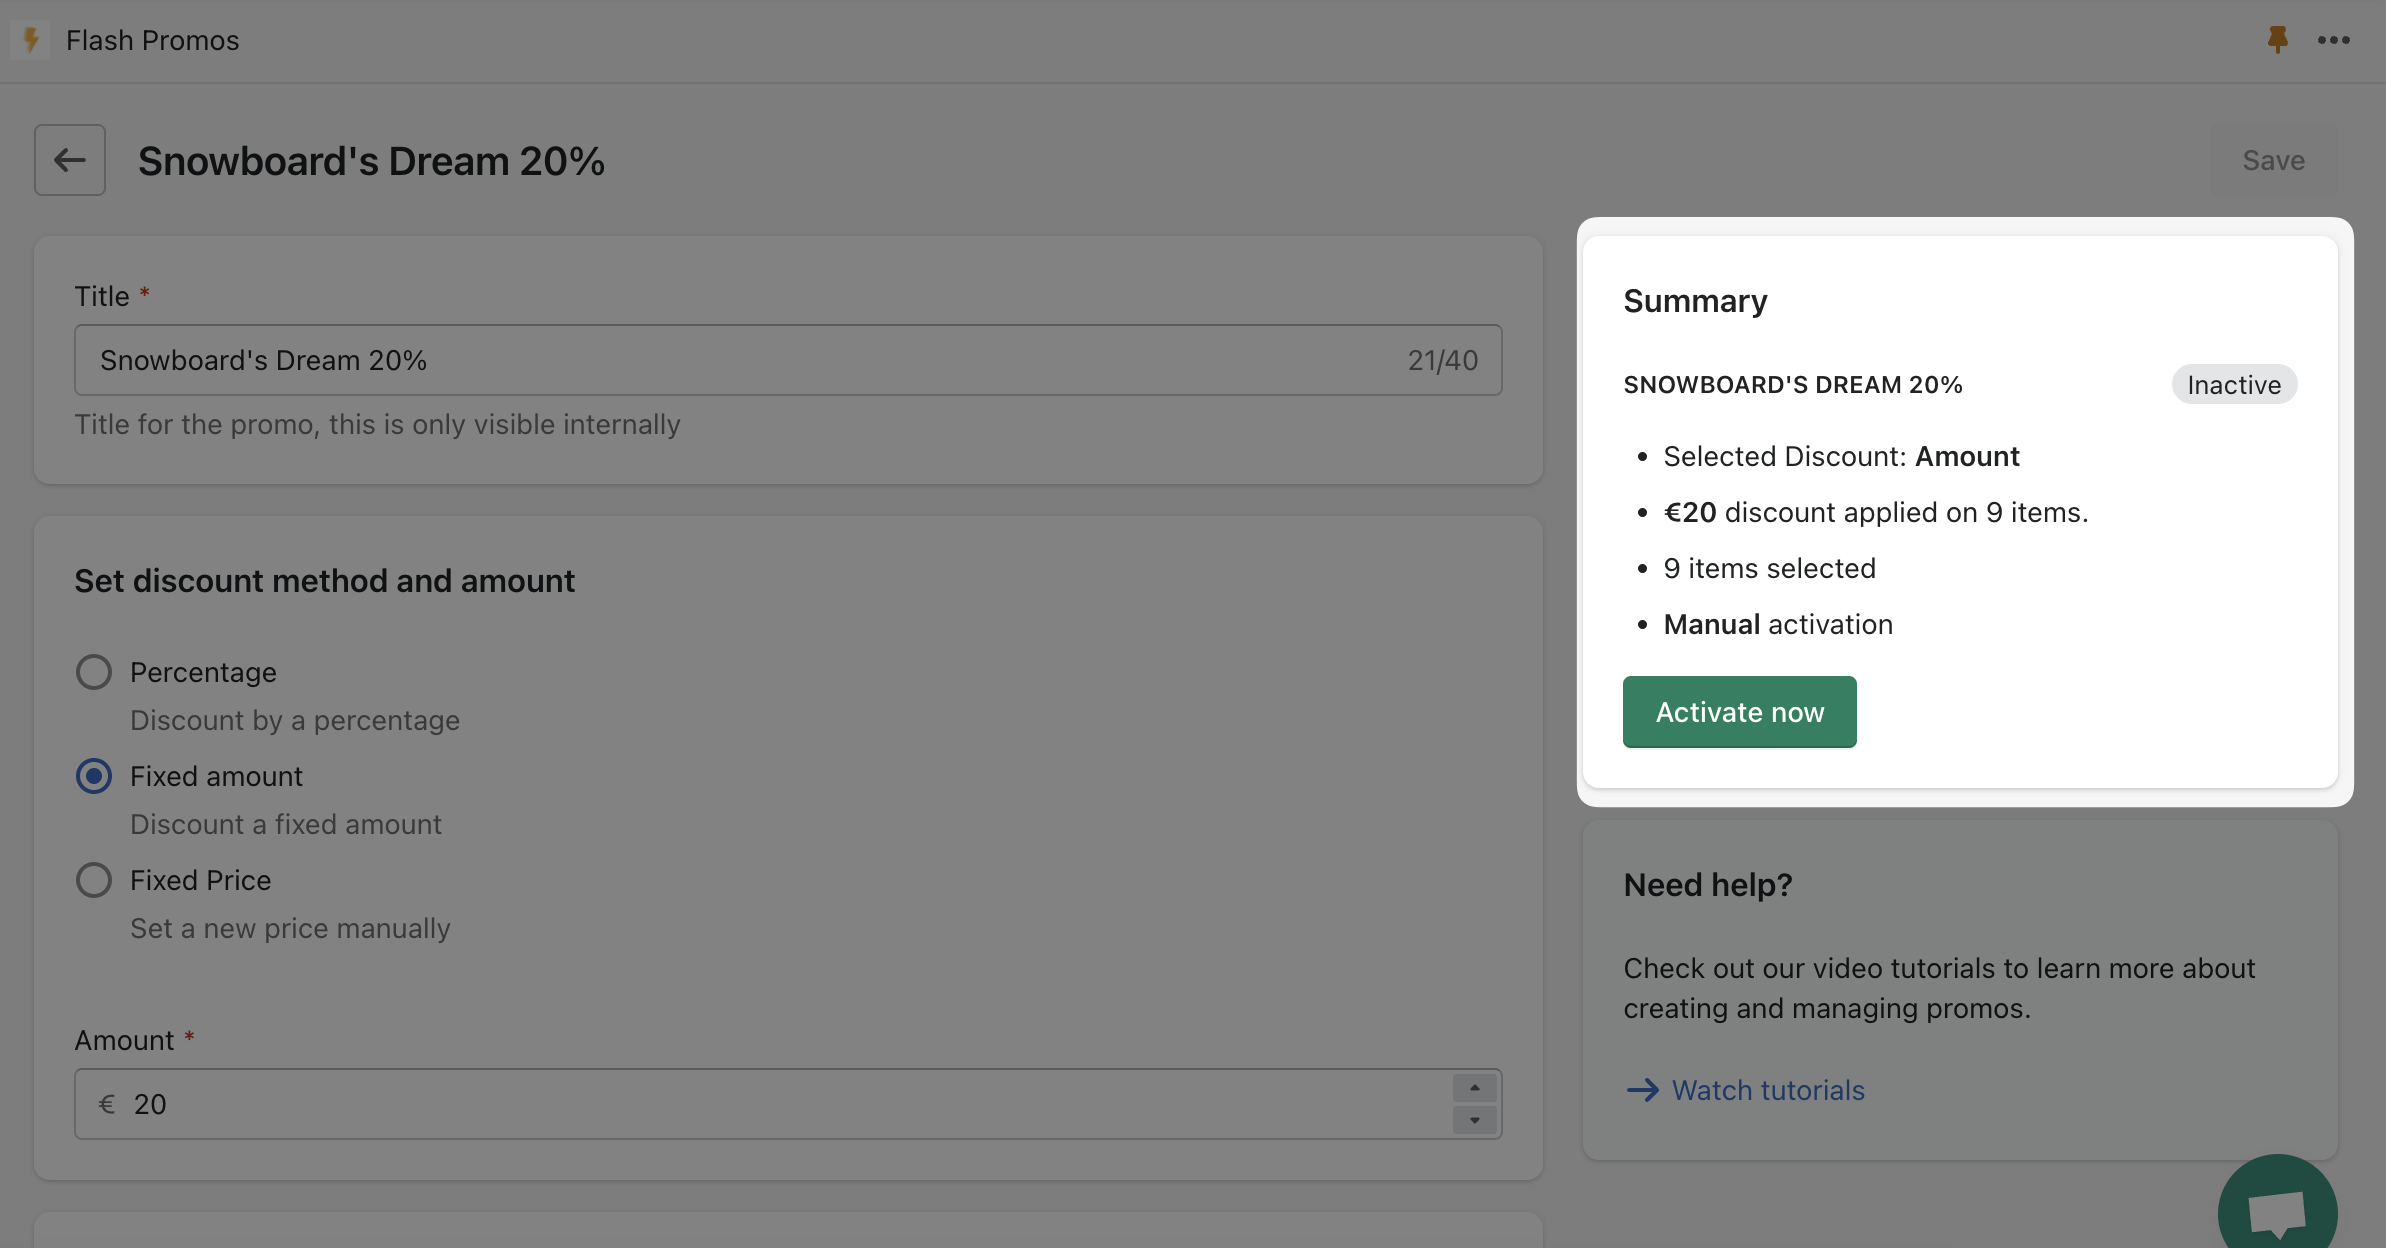 Flash Promos
Snowboard's Dream 20%
Save
Title *
Snowboard's Dream 20%
21/40
Title for the promo, this is only visible internally
Set discount method and amount
Percentage
Discount by a percentage
Fixed amount
Discount a fixed amount
Fixed Price
Set a new price manually
Amount *
€ 20
Summary
SNOWBOARD'S DREAM 20%
Inactive
• Selected Discount: Amount
• €20 discount applied on 9 items.
• 9 items selected
• Manual activation
Activate now
Need help?
Check out our video tutorials to learn more about
creating and managing promos.
Watch tutorials